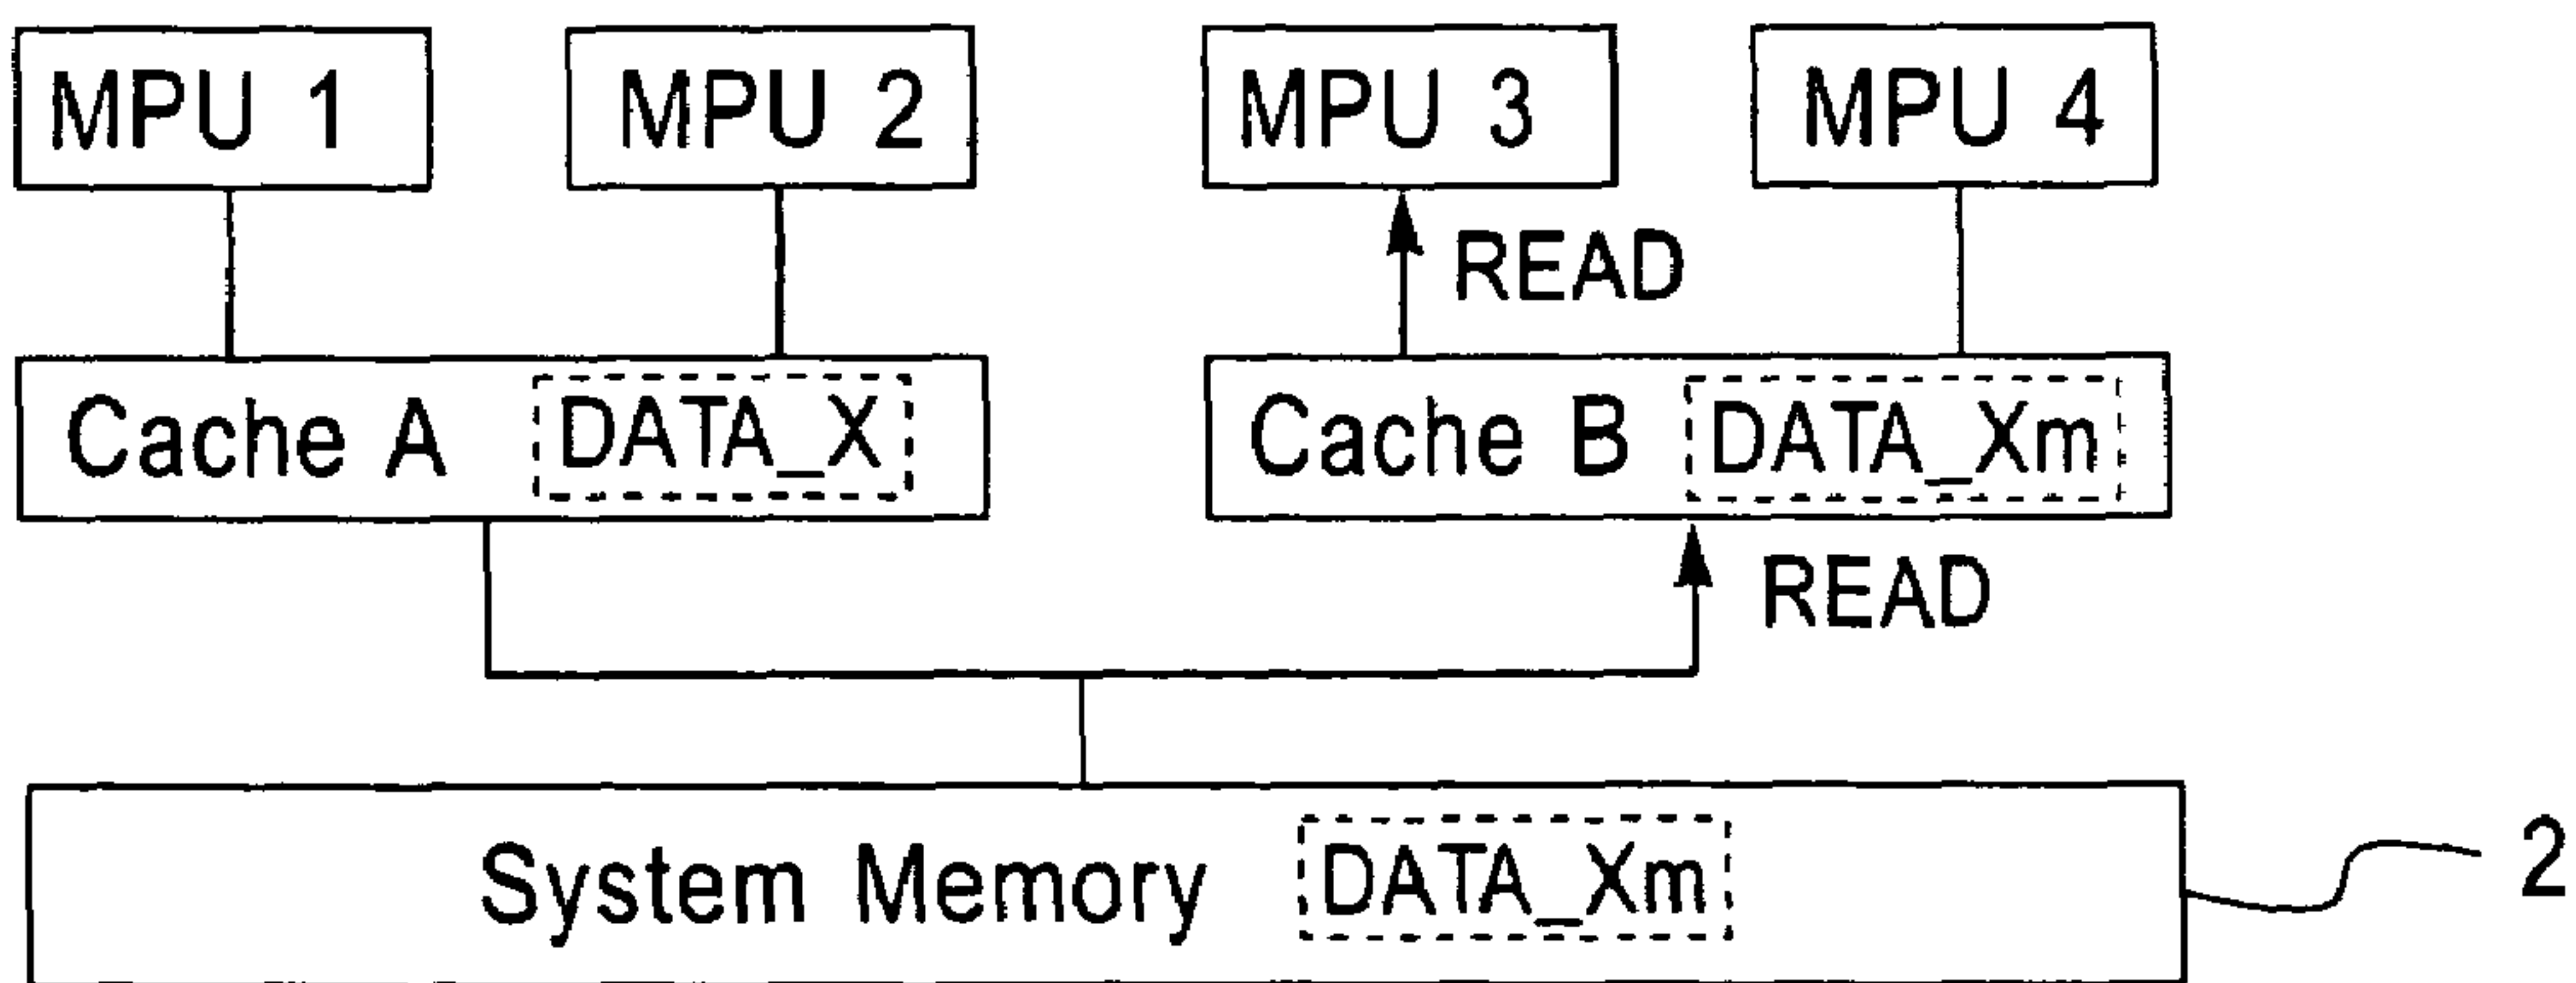 MPU 1 MPU 2 MPU 3 MPU 4
READ
Cache A DATA_X Cache B DATA_Xm
READ
System Memory DATA_Xm 2